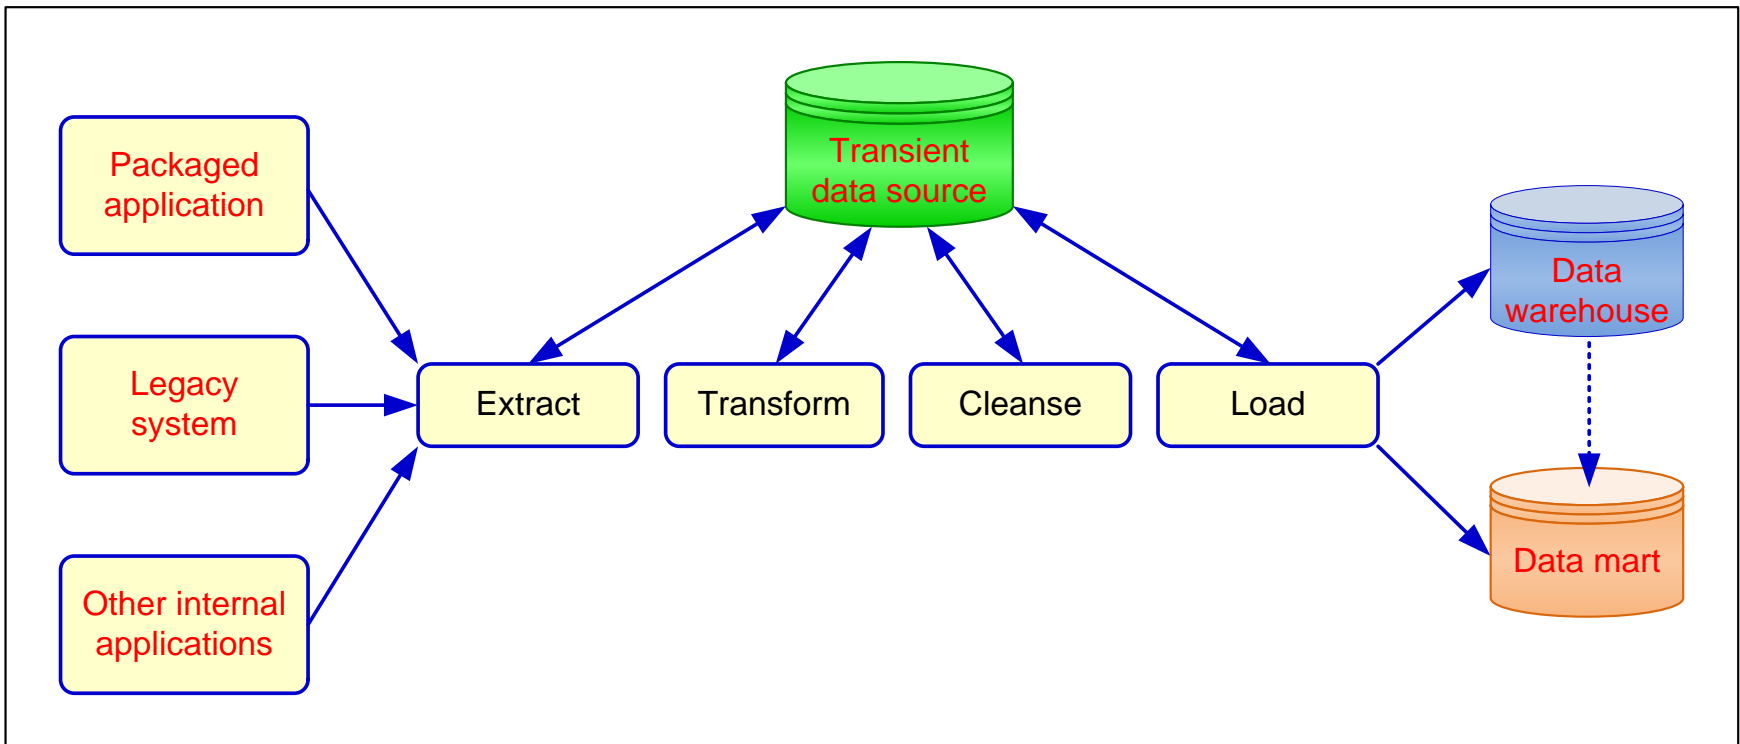 Packaged
application
Legacy
system
Other internal
applications
Transient
data source
Extract
Transform
Cleanse
Load
Data
warehouse
Data mart